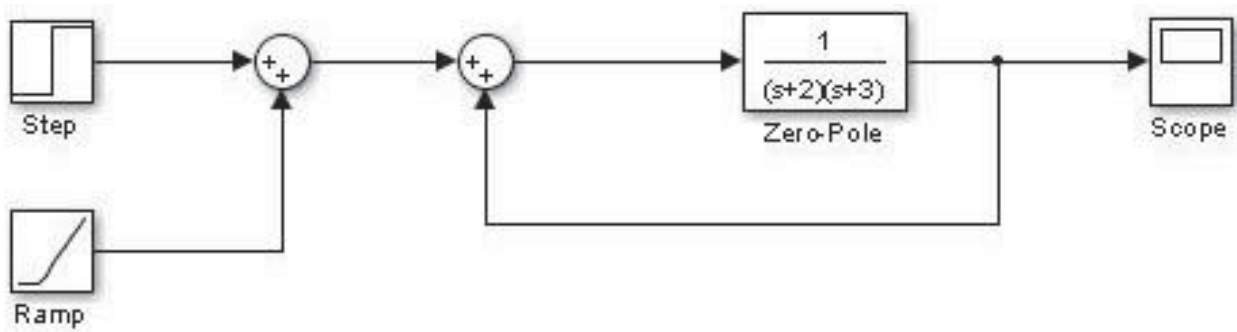 Step
+
+
+
+
1
(s+2)(s+3)
Zero-Pole
Scope
Ramp